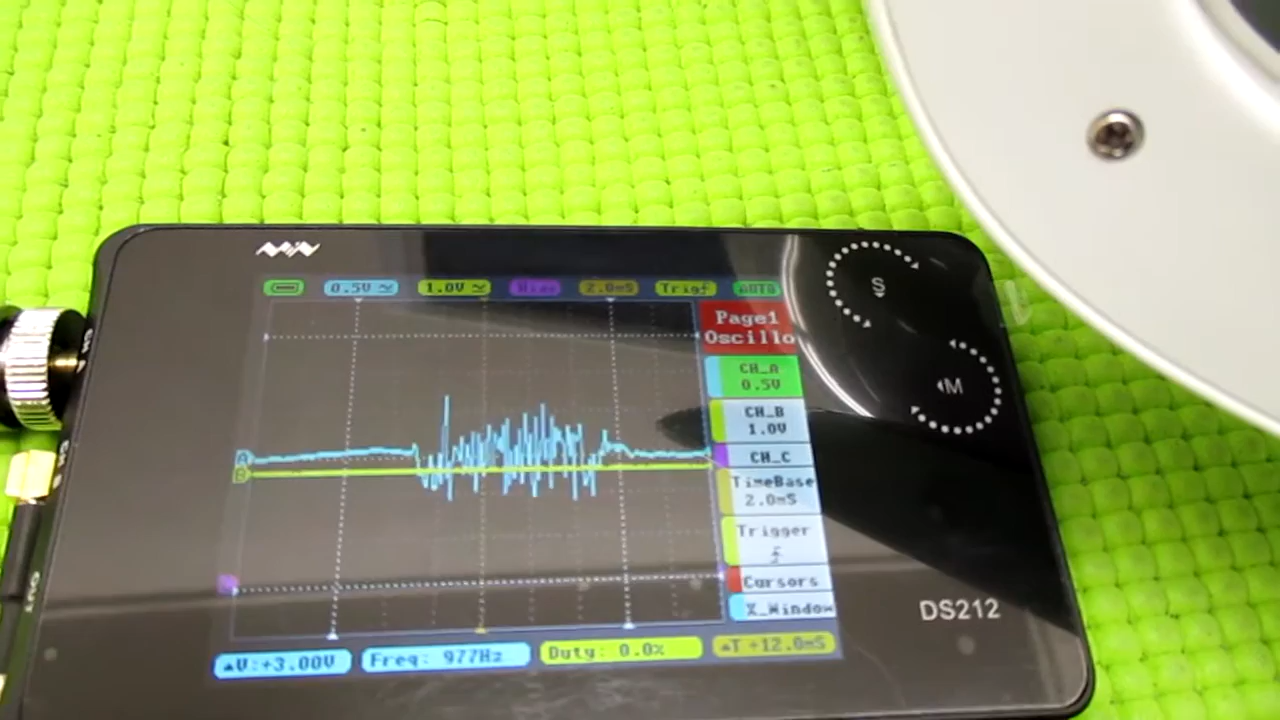 0.5V 1.0V 2.0mS Trig AUTO
Page1
Oscillo
CH_A
0.5V
CH_B
1.0V
CH_C
TimeBase
2.0mS
Trigger
Cursors
X_Window
A
B
S
M
DS212
▲V:+3.00V Freq: 977Hz Duty: 0.0% ▲T +12.0mS